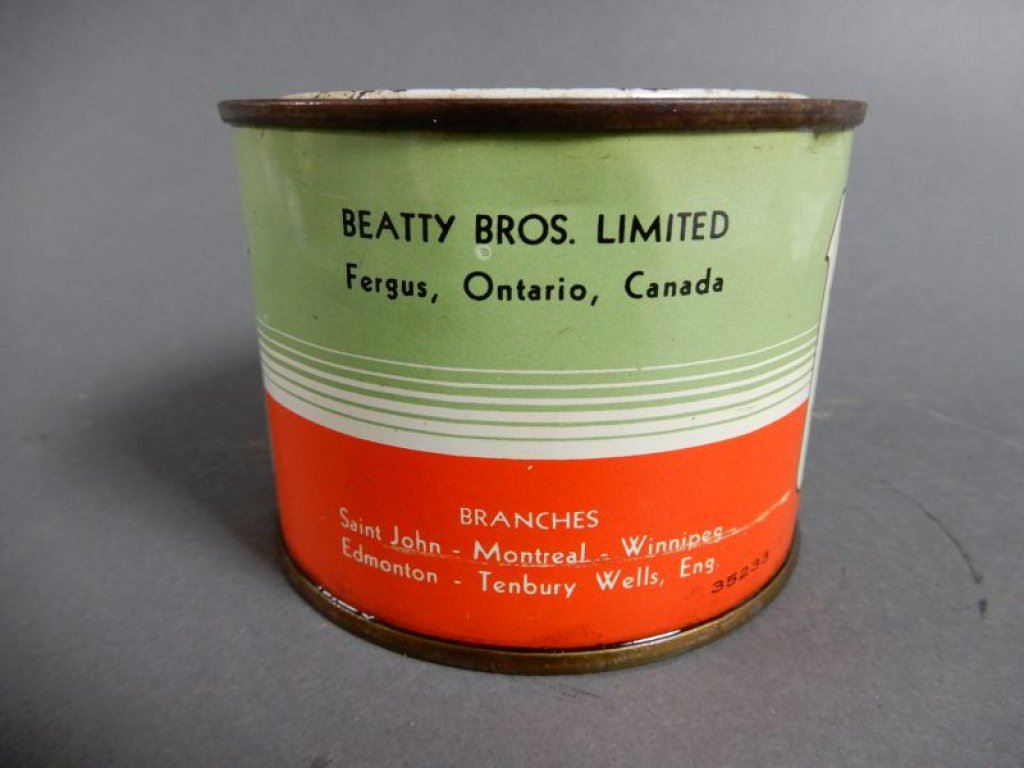 BEATTY BROS. LIMITED
Fergus, Ontario, Canada
BRANCHES
Saint John - Montreal - Winnipeg -
Edmonton - Tenbury Wells, Eng.
35233